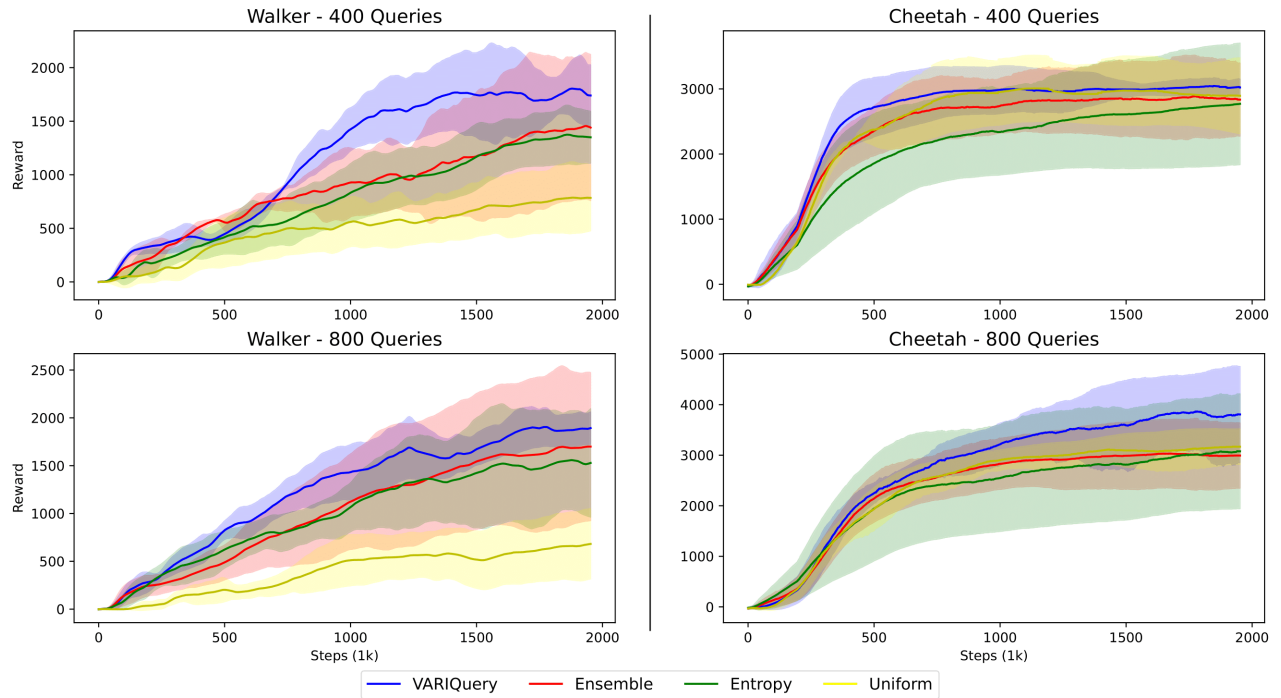 Walker - 400 Queries
2000
1500
1000
500
0
Reward
0 500 1000 1500 2000
Cheetah - 400 Queries
3000
2000
1000
0
0 500 1000 1500 2000
Walker - 800 Queries
2500
2000
1500
1000
500
0
Reward
0 500 1000 1500 2000
Steps (1k)
Cheetah - 800 Queries
5000
4000
3000
2000
1000
0
0 500 1000 1500 2000
Steps (1k)
VARIQuery Ensemble Entropy Uniform